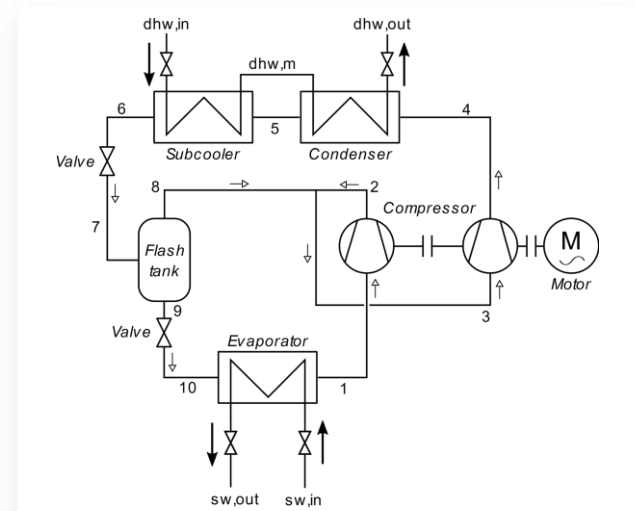 dhw,in
dhw,out
dhw,m
6
5
4
Subcooler
Condenser
Valve
8
2
Compressor
7
Flash
tank
M
Motor
9
3
Valve
Evaporator
10
1
sw,out
sw,in